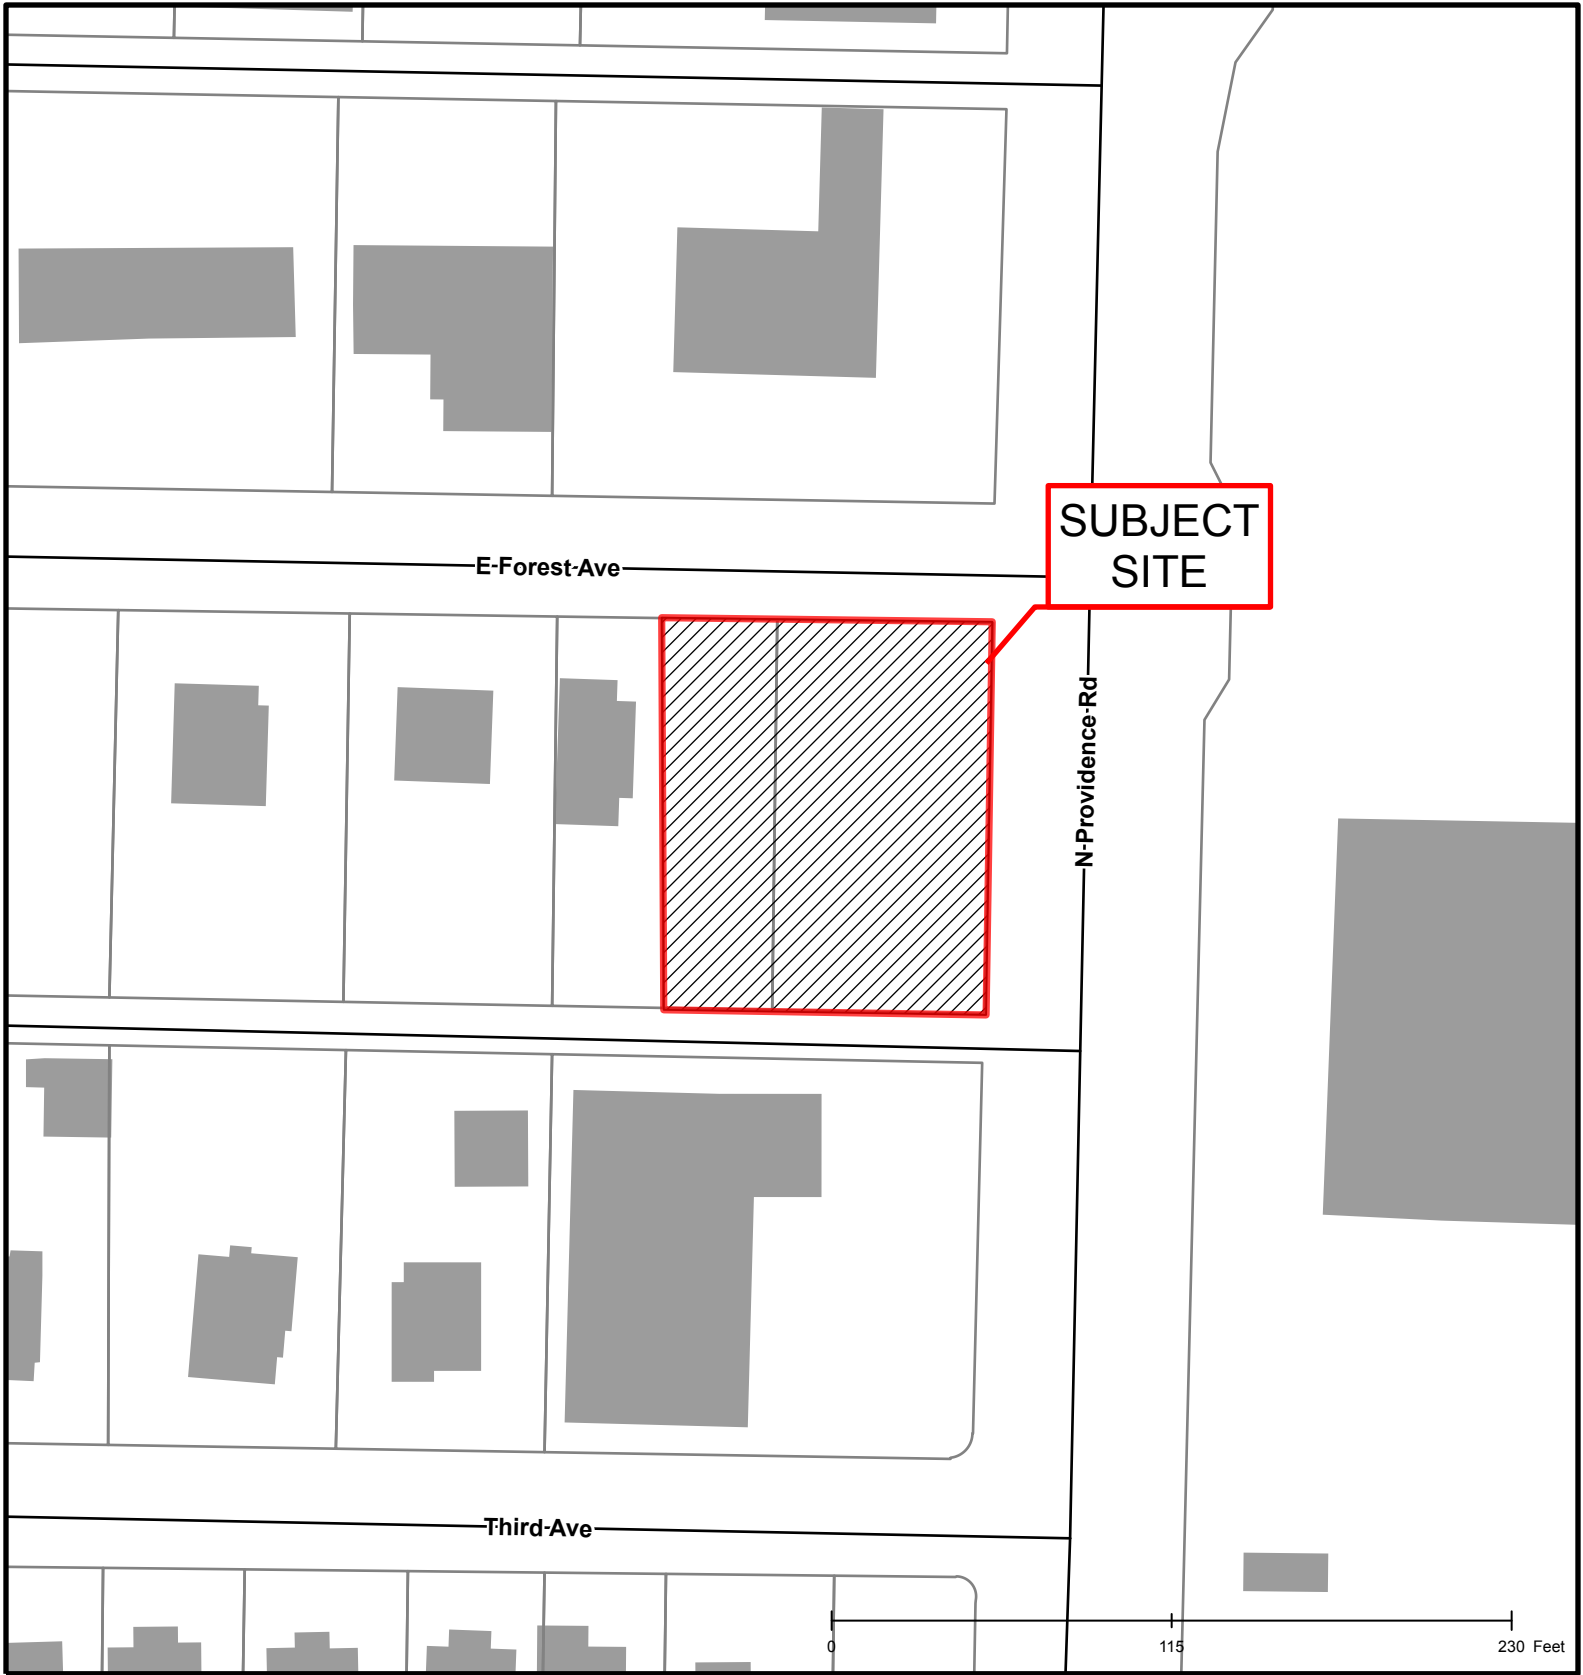 SUBJECT
SITE
E-Forest-Ave
N-Providence-Rd
Third-Ave
0 115 230 Feet